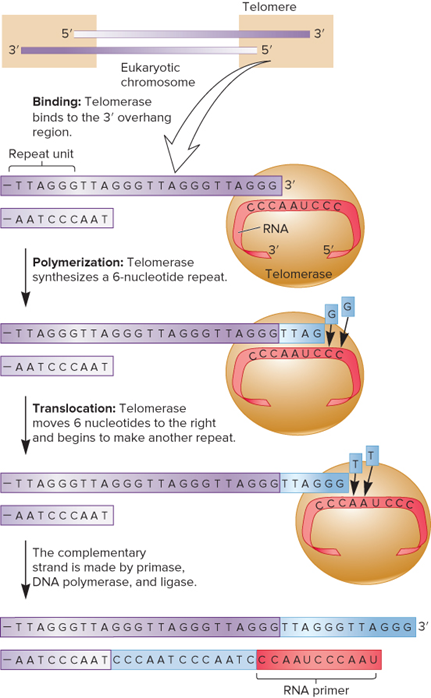 Telomere
5′ 3′
3′ 5′
Eukaryotic
chromosome
Binding: Telomerase
binds to the 3′ overhang
region.
Repeat unit
–TTAGGGTTAGGGTTAGGGTTAGGG 3′
CCCAAUCCC
–AATCCCAAT
RNA
3′ 5′
Telomerase
Polymerization: Telomerase
synthesizes a 6-nucleotide repeat.
G
G
–TTAGGGTTAGGGTTAGGGTTAGGGTTAG
CCCAAUCCC
–AATCCCAAT
Translocation: Telomerase
moves 6 nucleotides to the right
and begins to make another repeat.
T T
–TTAGGGTTAGGGTTAGGGTTAGGGTTAGGG
CCCAAUCCC
–AATCCCAAT
The complementary
strand is made by primase,
DNA polymerase, and ligase.
–TTAGGGTTAGGGTTAGGGTTAGGGTTAGGGTTAGGG 3′
–AATCCCAATCCCAATCCCAATCCCAAUCCCAAU
RNA primer